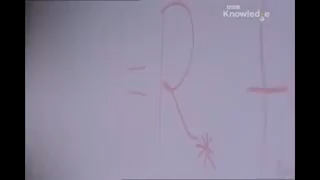 BBC
Knowledge
= R +